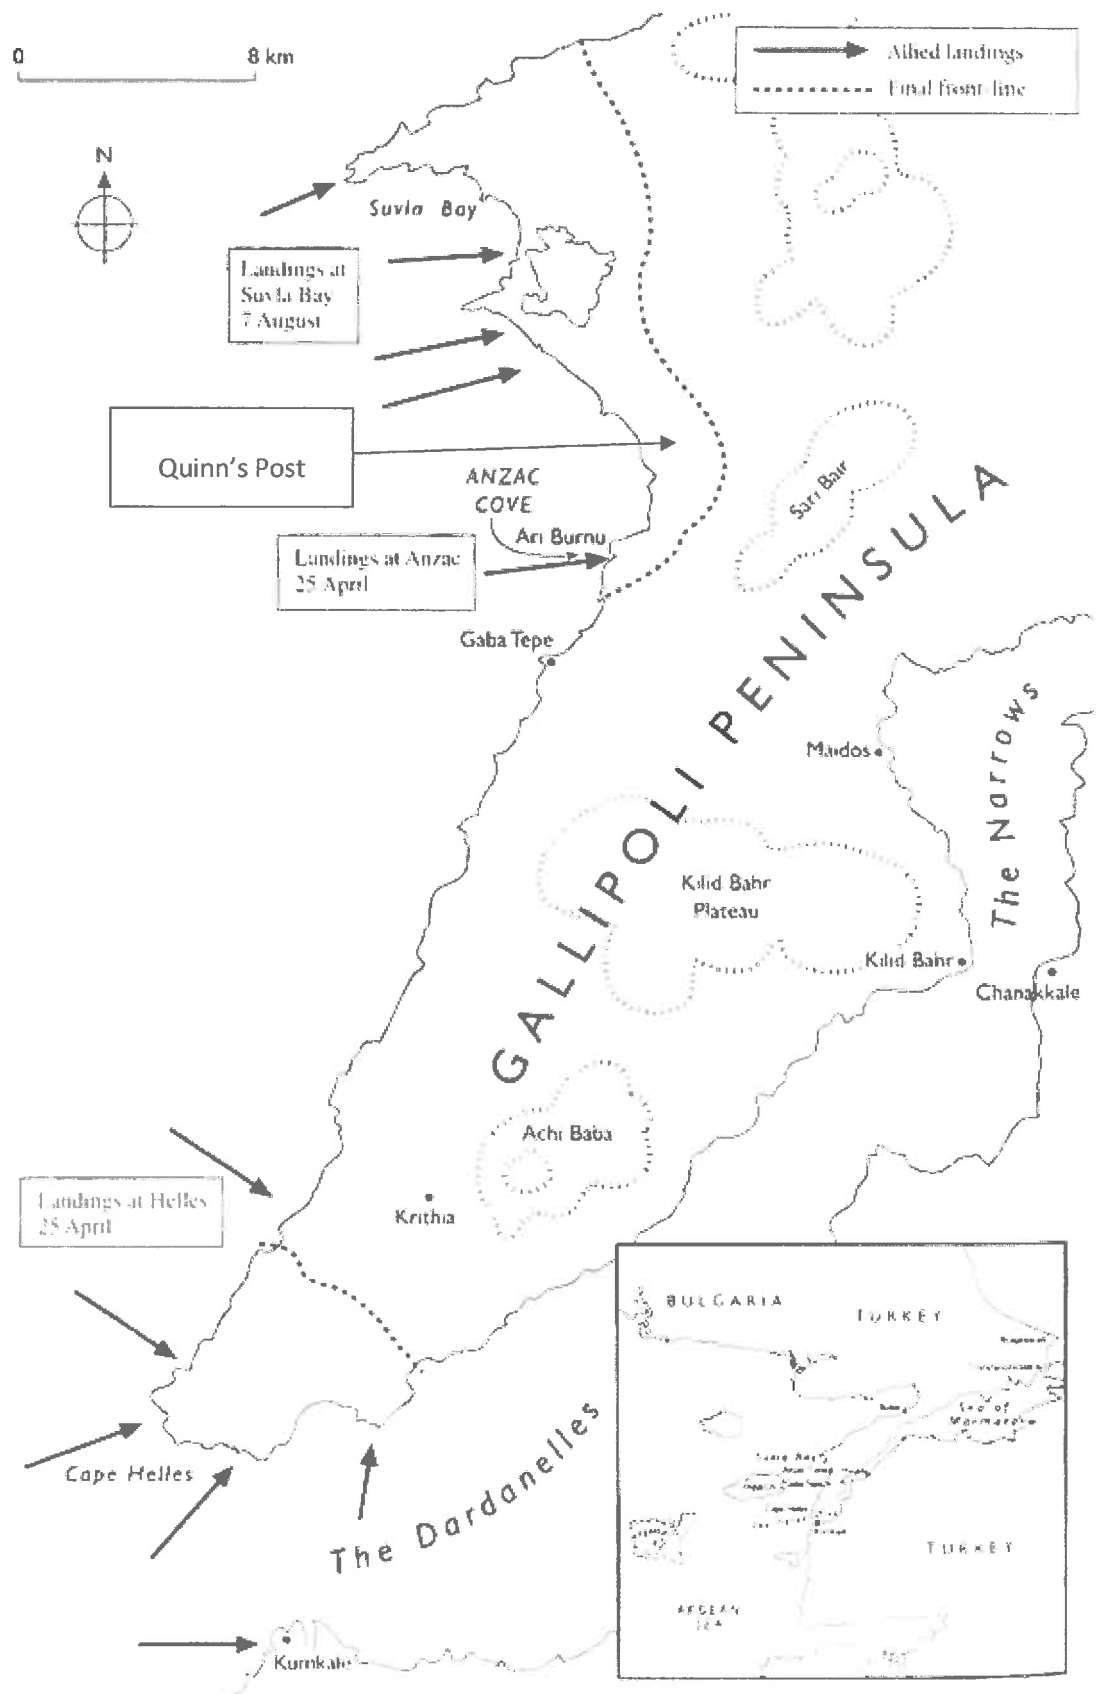 0 8 km
Allied landings
Final front-line
N
Suvla Bay
Landings at
Suvla Bay
7 August
Quinn's Post
ANZAC
COVE
Ari Burnu
Landings at Anzac
25 April
Sari Bair
GALLIPOLI PENINSULA
Gaba Tepe
Maidos
The Narrows
Kilid Bahr
Plateau
Kilid Bahr
Chanakkale
Achi Baba
Krithia
Landings at Helles
25 April
Cape Helles
The Dardanelles
Kumkale
BULGARIA
TURKEY
Sea of
Marmara
TURKEY
AEGEAN
SEA